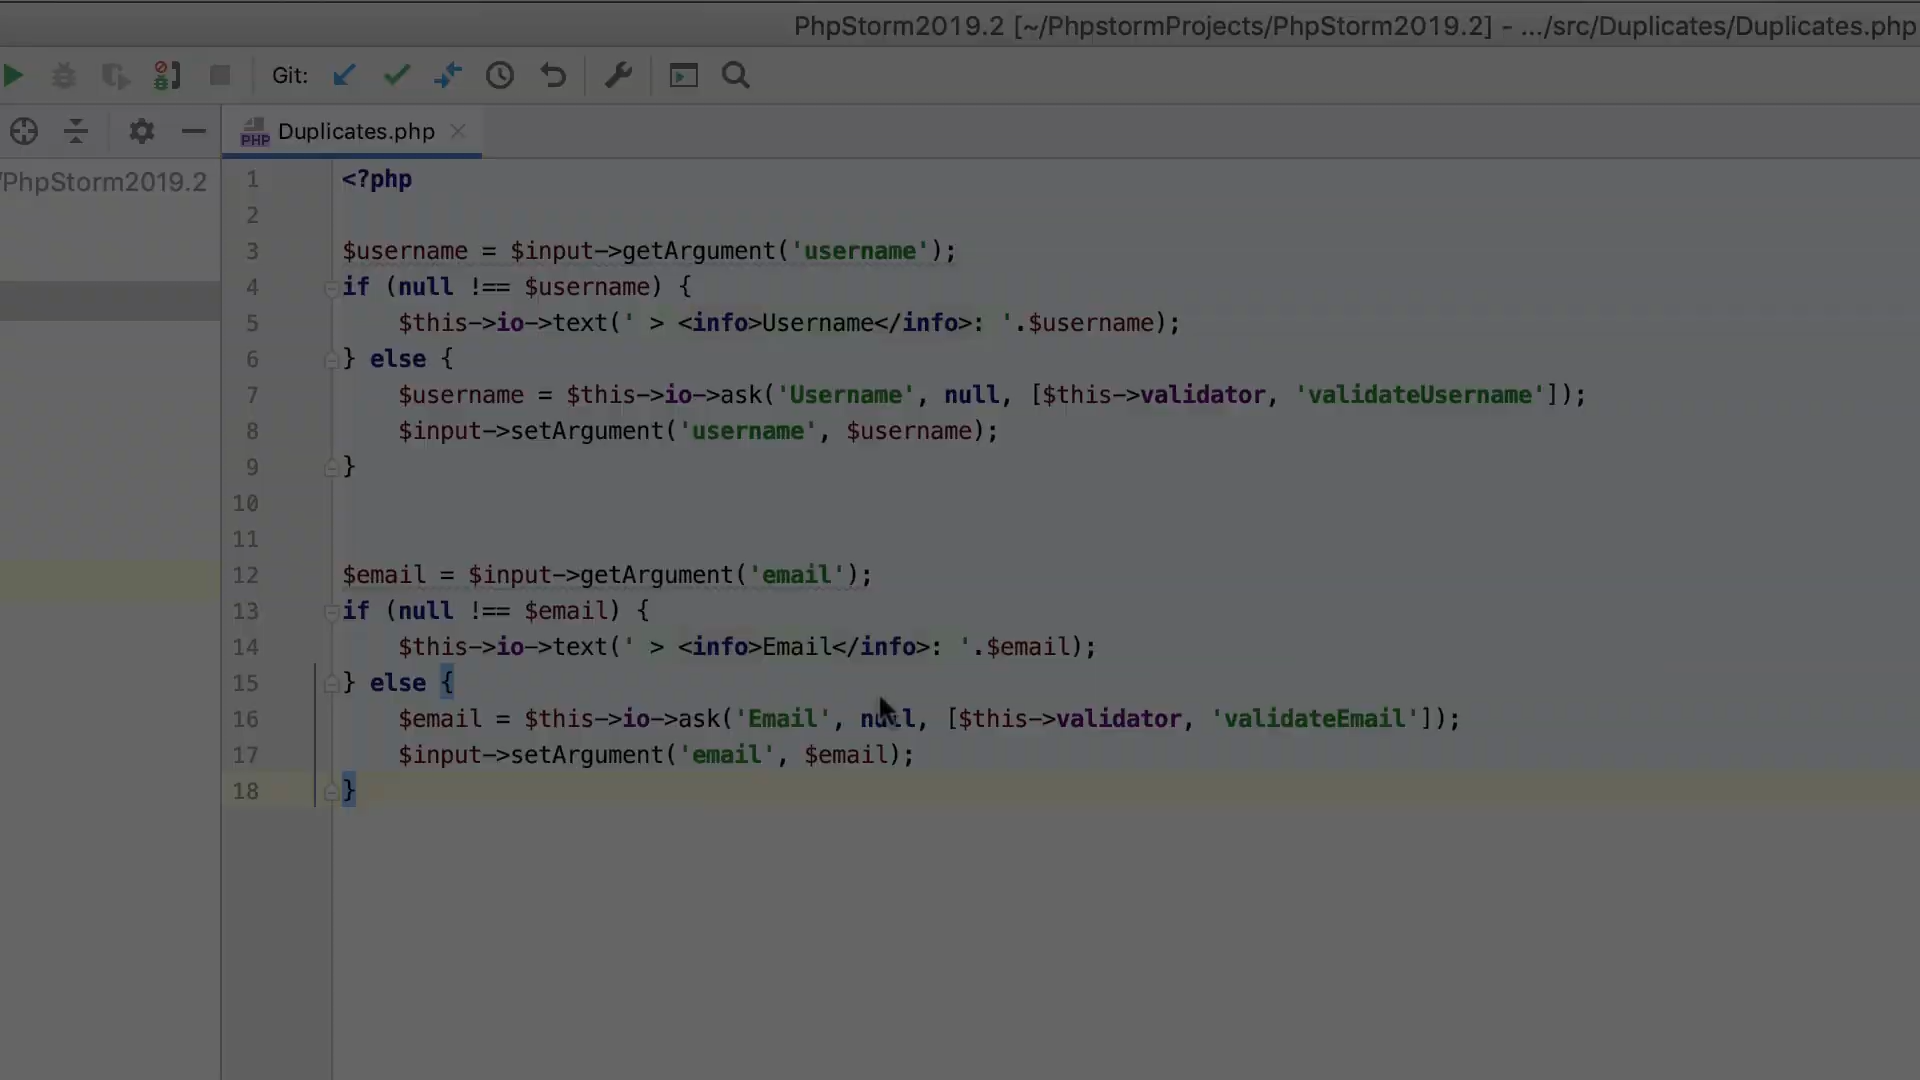 PhpStorm2019.2 [~/PhpstormProjects/PhpStorm2019.2] - .../src/Duplicates/Duplicates.php
Git:
PHP Duplicates.php
/PhpStorm2019.2
1 <?php
2
3 $username = $input->getArgument('username');
4 if (null !== $username) {
5     $this->io->text(' > <info>Username</info>: '.$username);
6 } else {
7     $username = $this->io->ask('Username', null, [$this->validator, 'validateUsername']);
8     $input->setArgument('username', $username);
9 }
10
11
12 $email = $input->getArgument('email');
13 if (null !== $email) {
14     $this->io->text(' > <info>Email</info>: '.$email);
15 } else {
16     $email = $this->io->ask('Email', null, [$this->validator, 'validateEmail']);
17     $input->setArgument('email', $email);
18 }